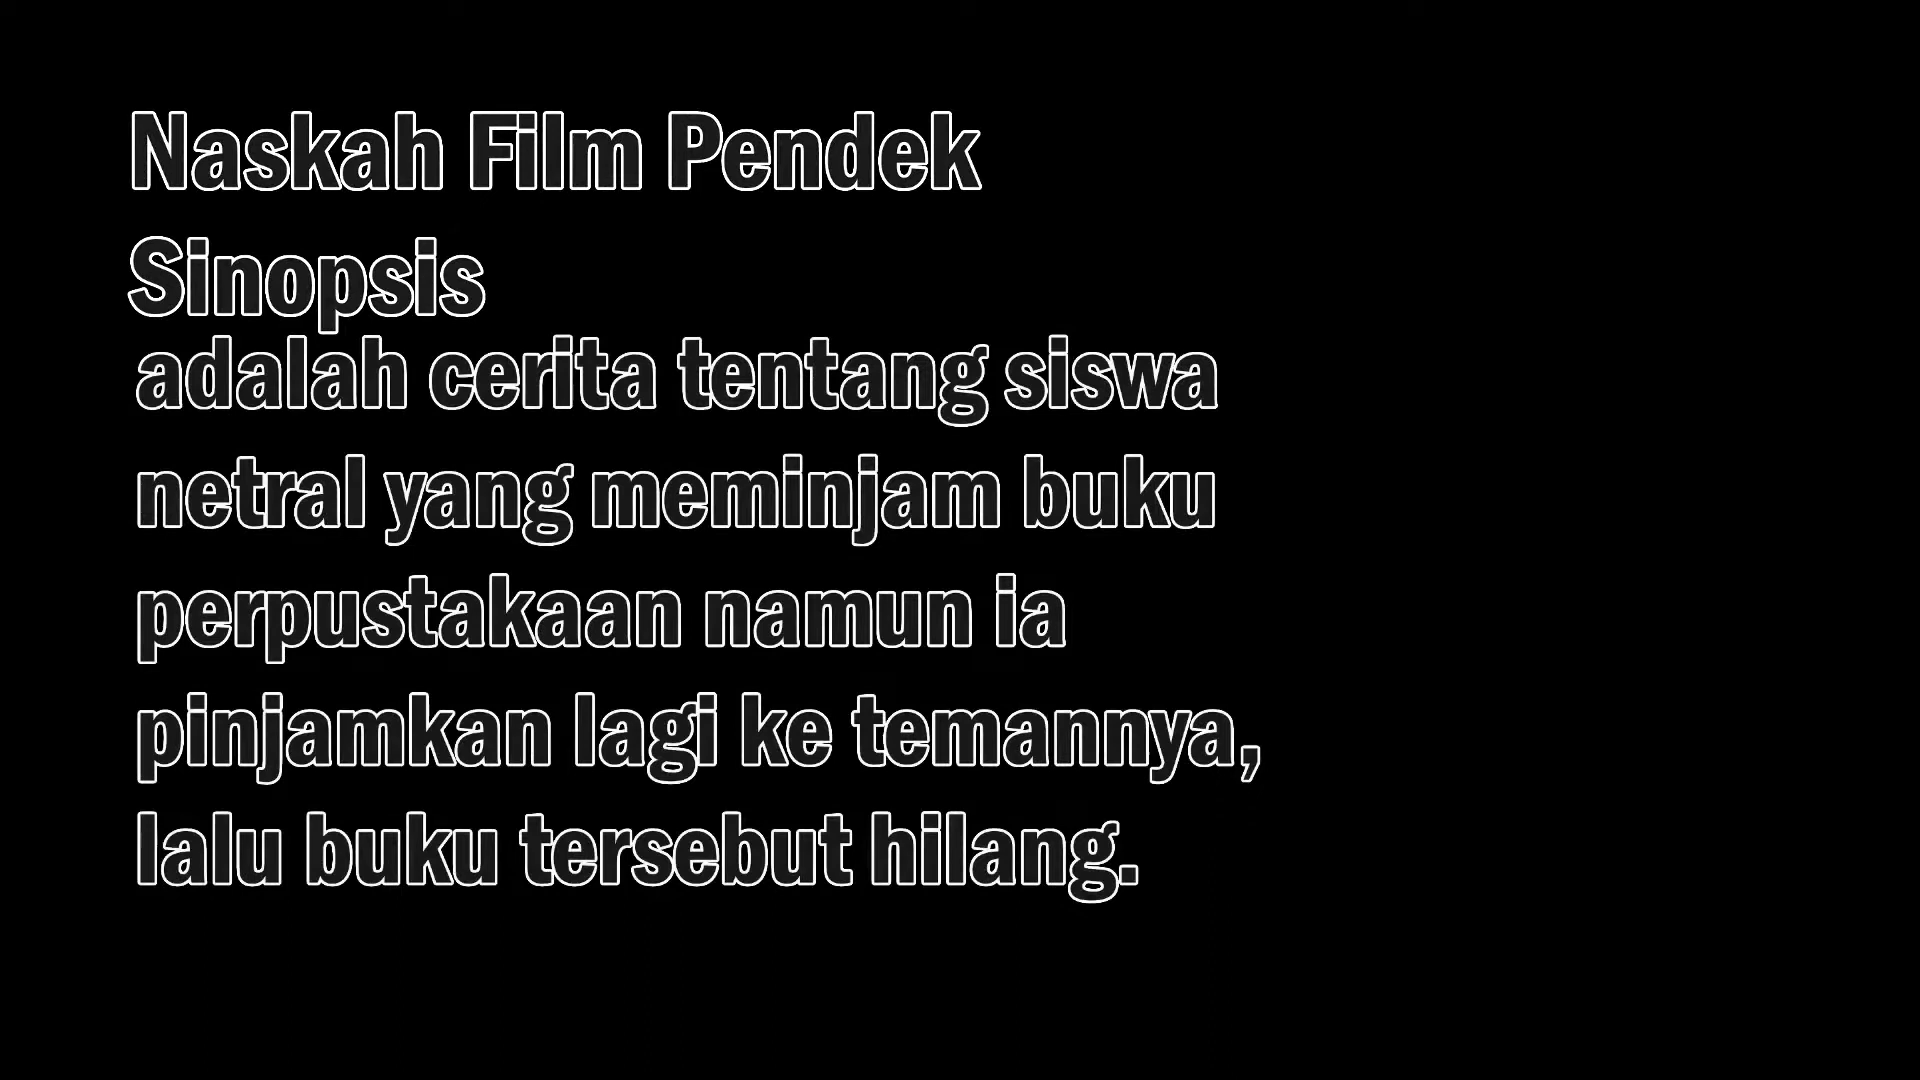 Naskah Film Pendek
Sinopsis
adalah cerita tentang siswa
netral yang meminjam buku
perpustakaan namun ia
pinjamkan lagi ke temannya,
lalu buku tersebut hilang.